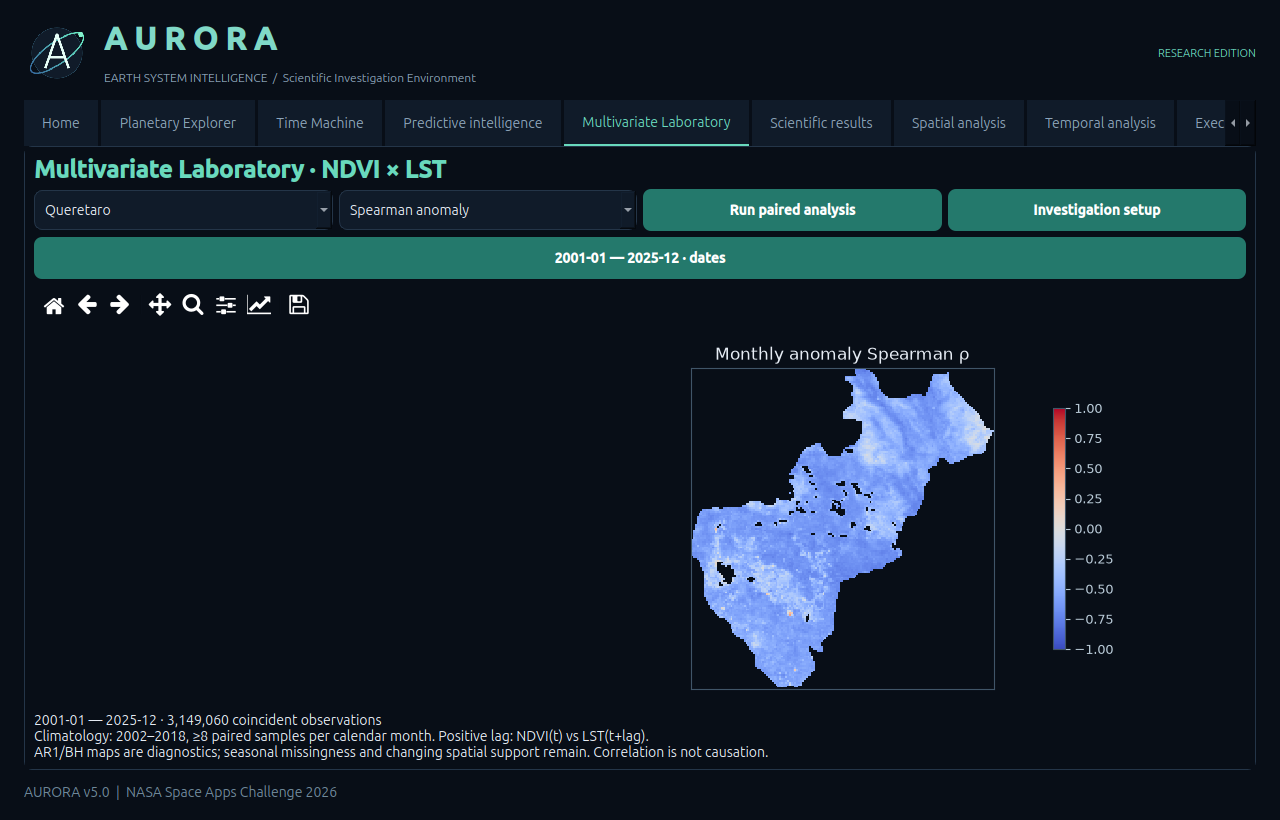 A
AURORA
EARTH SYSTEM INTELLIGENCE / Scientific Investigation Environment
RESEARCH EDITION
Home
Planetary Explorer
Time Machine
Predictive intelligence
Multivariate Laboratory
Scientific results
Spatial analysis
Temporal analysis
Exec
Multivariate Laboratory · NDVI × LST
Queretaro
Spearman anomaly
Run paired analysis
Investigation setup
2001-01 — 2025-12 · dates
Monthly anomaly Spearman ρ
1.00
0.75
0.50
0.25
0.00
−0.25
−0.50
−0.75
−1.00
2001-01 — 2025-12 · 3,149,060 coincident observations
Climatology: 2002–2018, ≥8 paired samples per calendar month. Positive lag: NDVI(t) vs LST(t+lag).
AR1/BH maps are diagnostics; seasonal missingness and changing spatial support remain. Correlation is not causation.
AURORA v5.0 | NASA Space Apps Challenge 2026